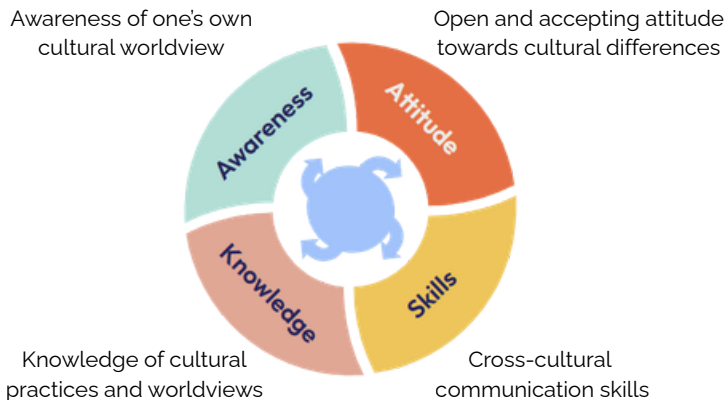 Awareness of one’s own
cultural worldview
Open and accepting attitude
towards cultural differences
Awareness
Attitude
Knowledge
Skills
Knowledge of cultural
practices and worldviews
Cross-cultural
communication skills